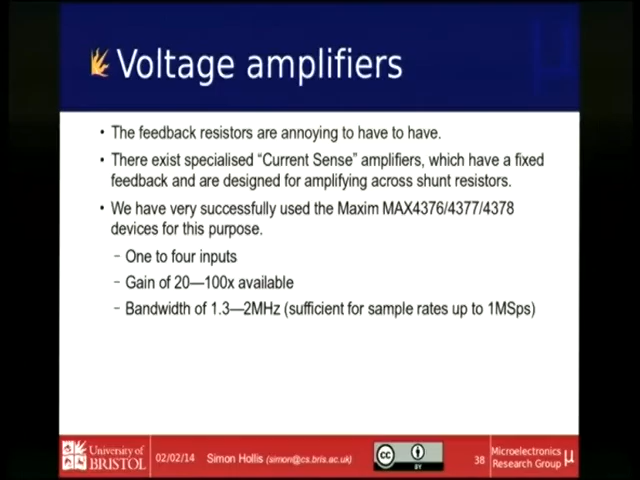 Voltage amplifiers
• The feedback resistors are annoying to have to have.
• There exist specialised “Current Sense” amplifiers, which have a fixed
feedback and are designed for amplifying across shunt resistors.
• We have very successfully used the Maxim MAX4376/4377/4378
devices for this purpose.
– One to four inputs
– Gain of 20—100x available
– Bandwidth of 1.3—2MHz (sufficient for sample rates up to 1MSps)
University of
BRISTOL
02/02/14
Simon Hollis (simon@cs.bris.ac.uk)
cc
BY
38
Microelectronics
Research Group
μ